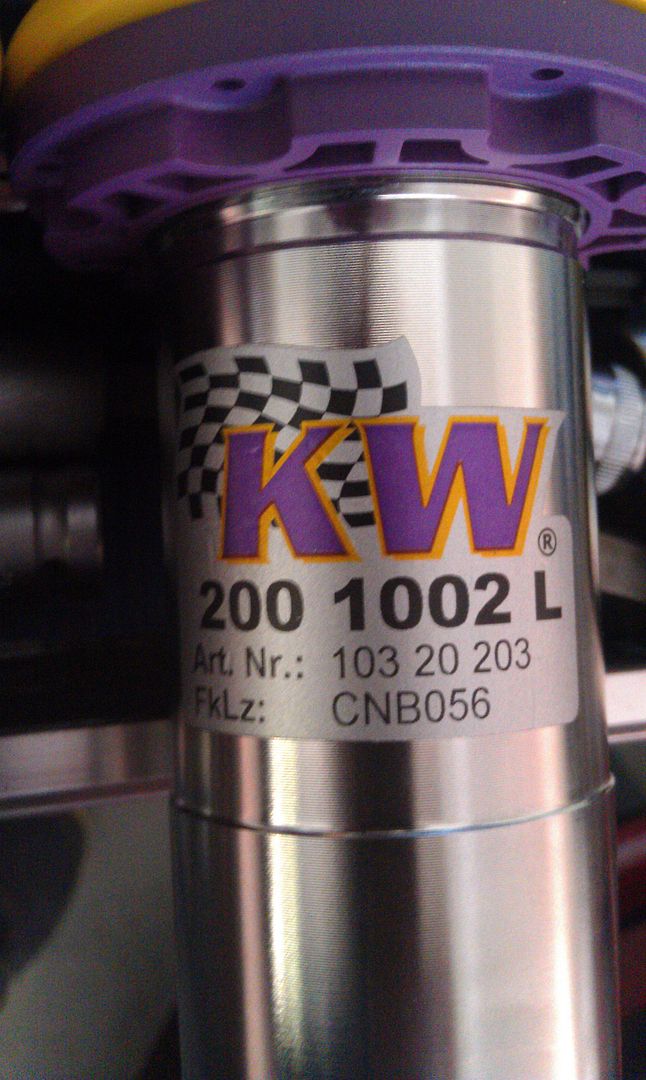 KW®
200 1002 L
Art. Nr.: 103 20 203
FkLz: CNB056